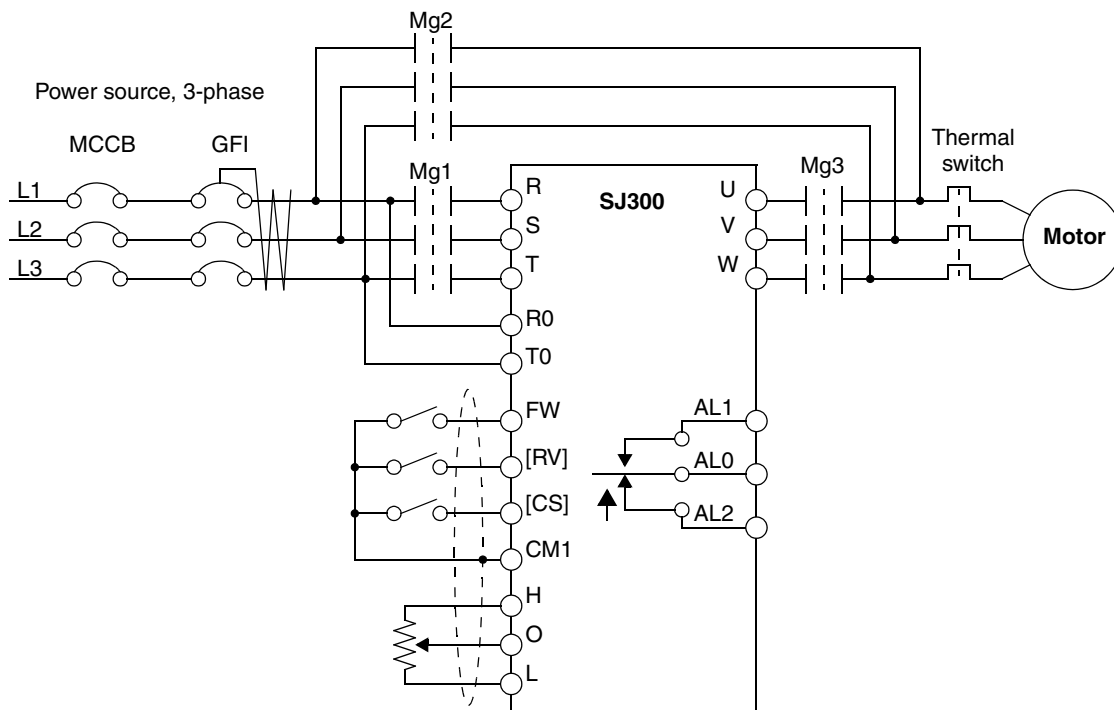 Mg2
Power source, 3-phase
MCCB
GFI
Mg1
Mg3
Thermal
switch
L1
L2
L3
R
S
T
R0
T0
SJ300
U
V
W
Motor
FW
[RV]
[CS]
CM1
H
O
L
AL1
AL0
AL2